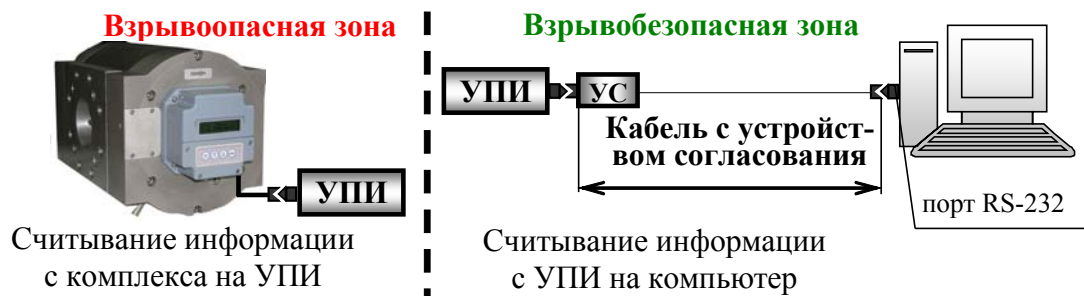 Взрывоопасная зона
УПИ
Считывание информации
с комплекса на УПИ
Взрывобезопасная зона
УПИ
УС
Кабель с устройст-
вом согласования
порт RS-232
Считывание информации
с УПИ на компьютер